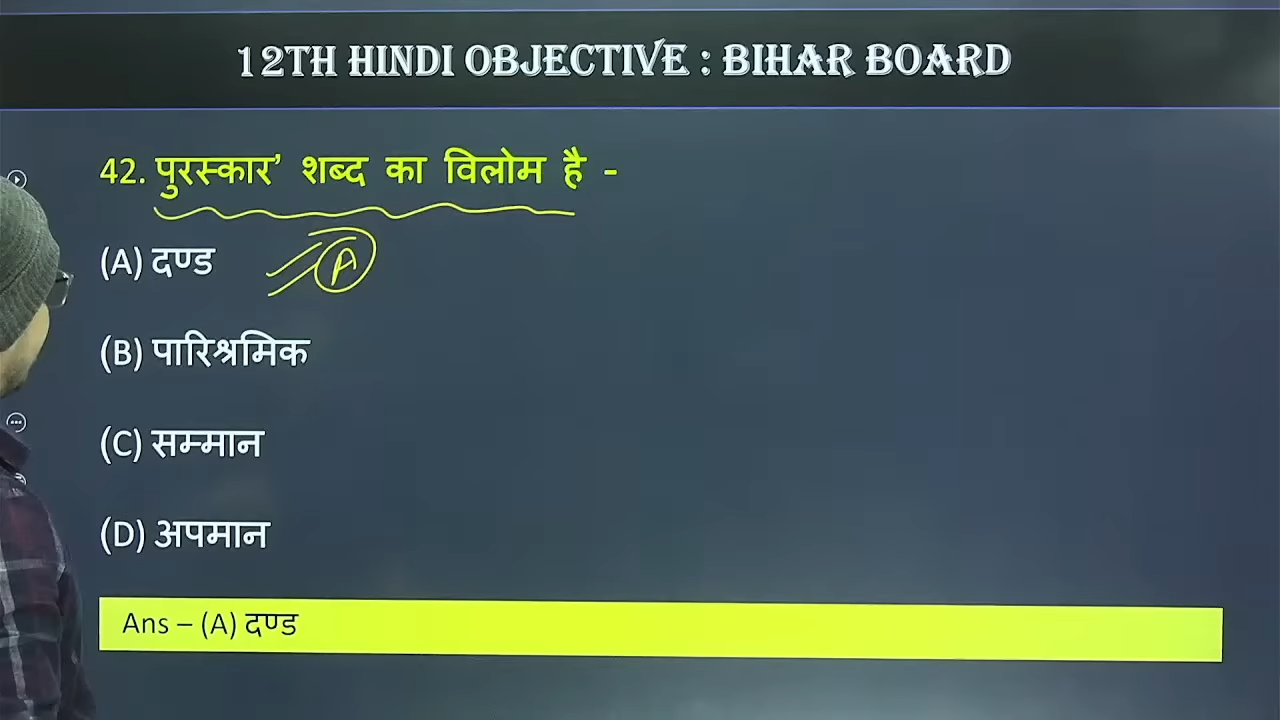 12TH HINDI OBJECTIVE : BIHAR BOARD
42. पुरस्कार’ शब्द का विलोम है -
(A) दण्ड
A
(B) पारिश्रमिक
(C) सम्मान
(D) अपमान
Ans – (A) दण्ड